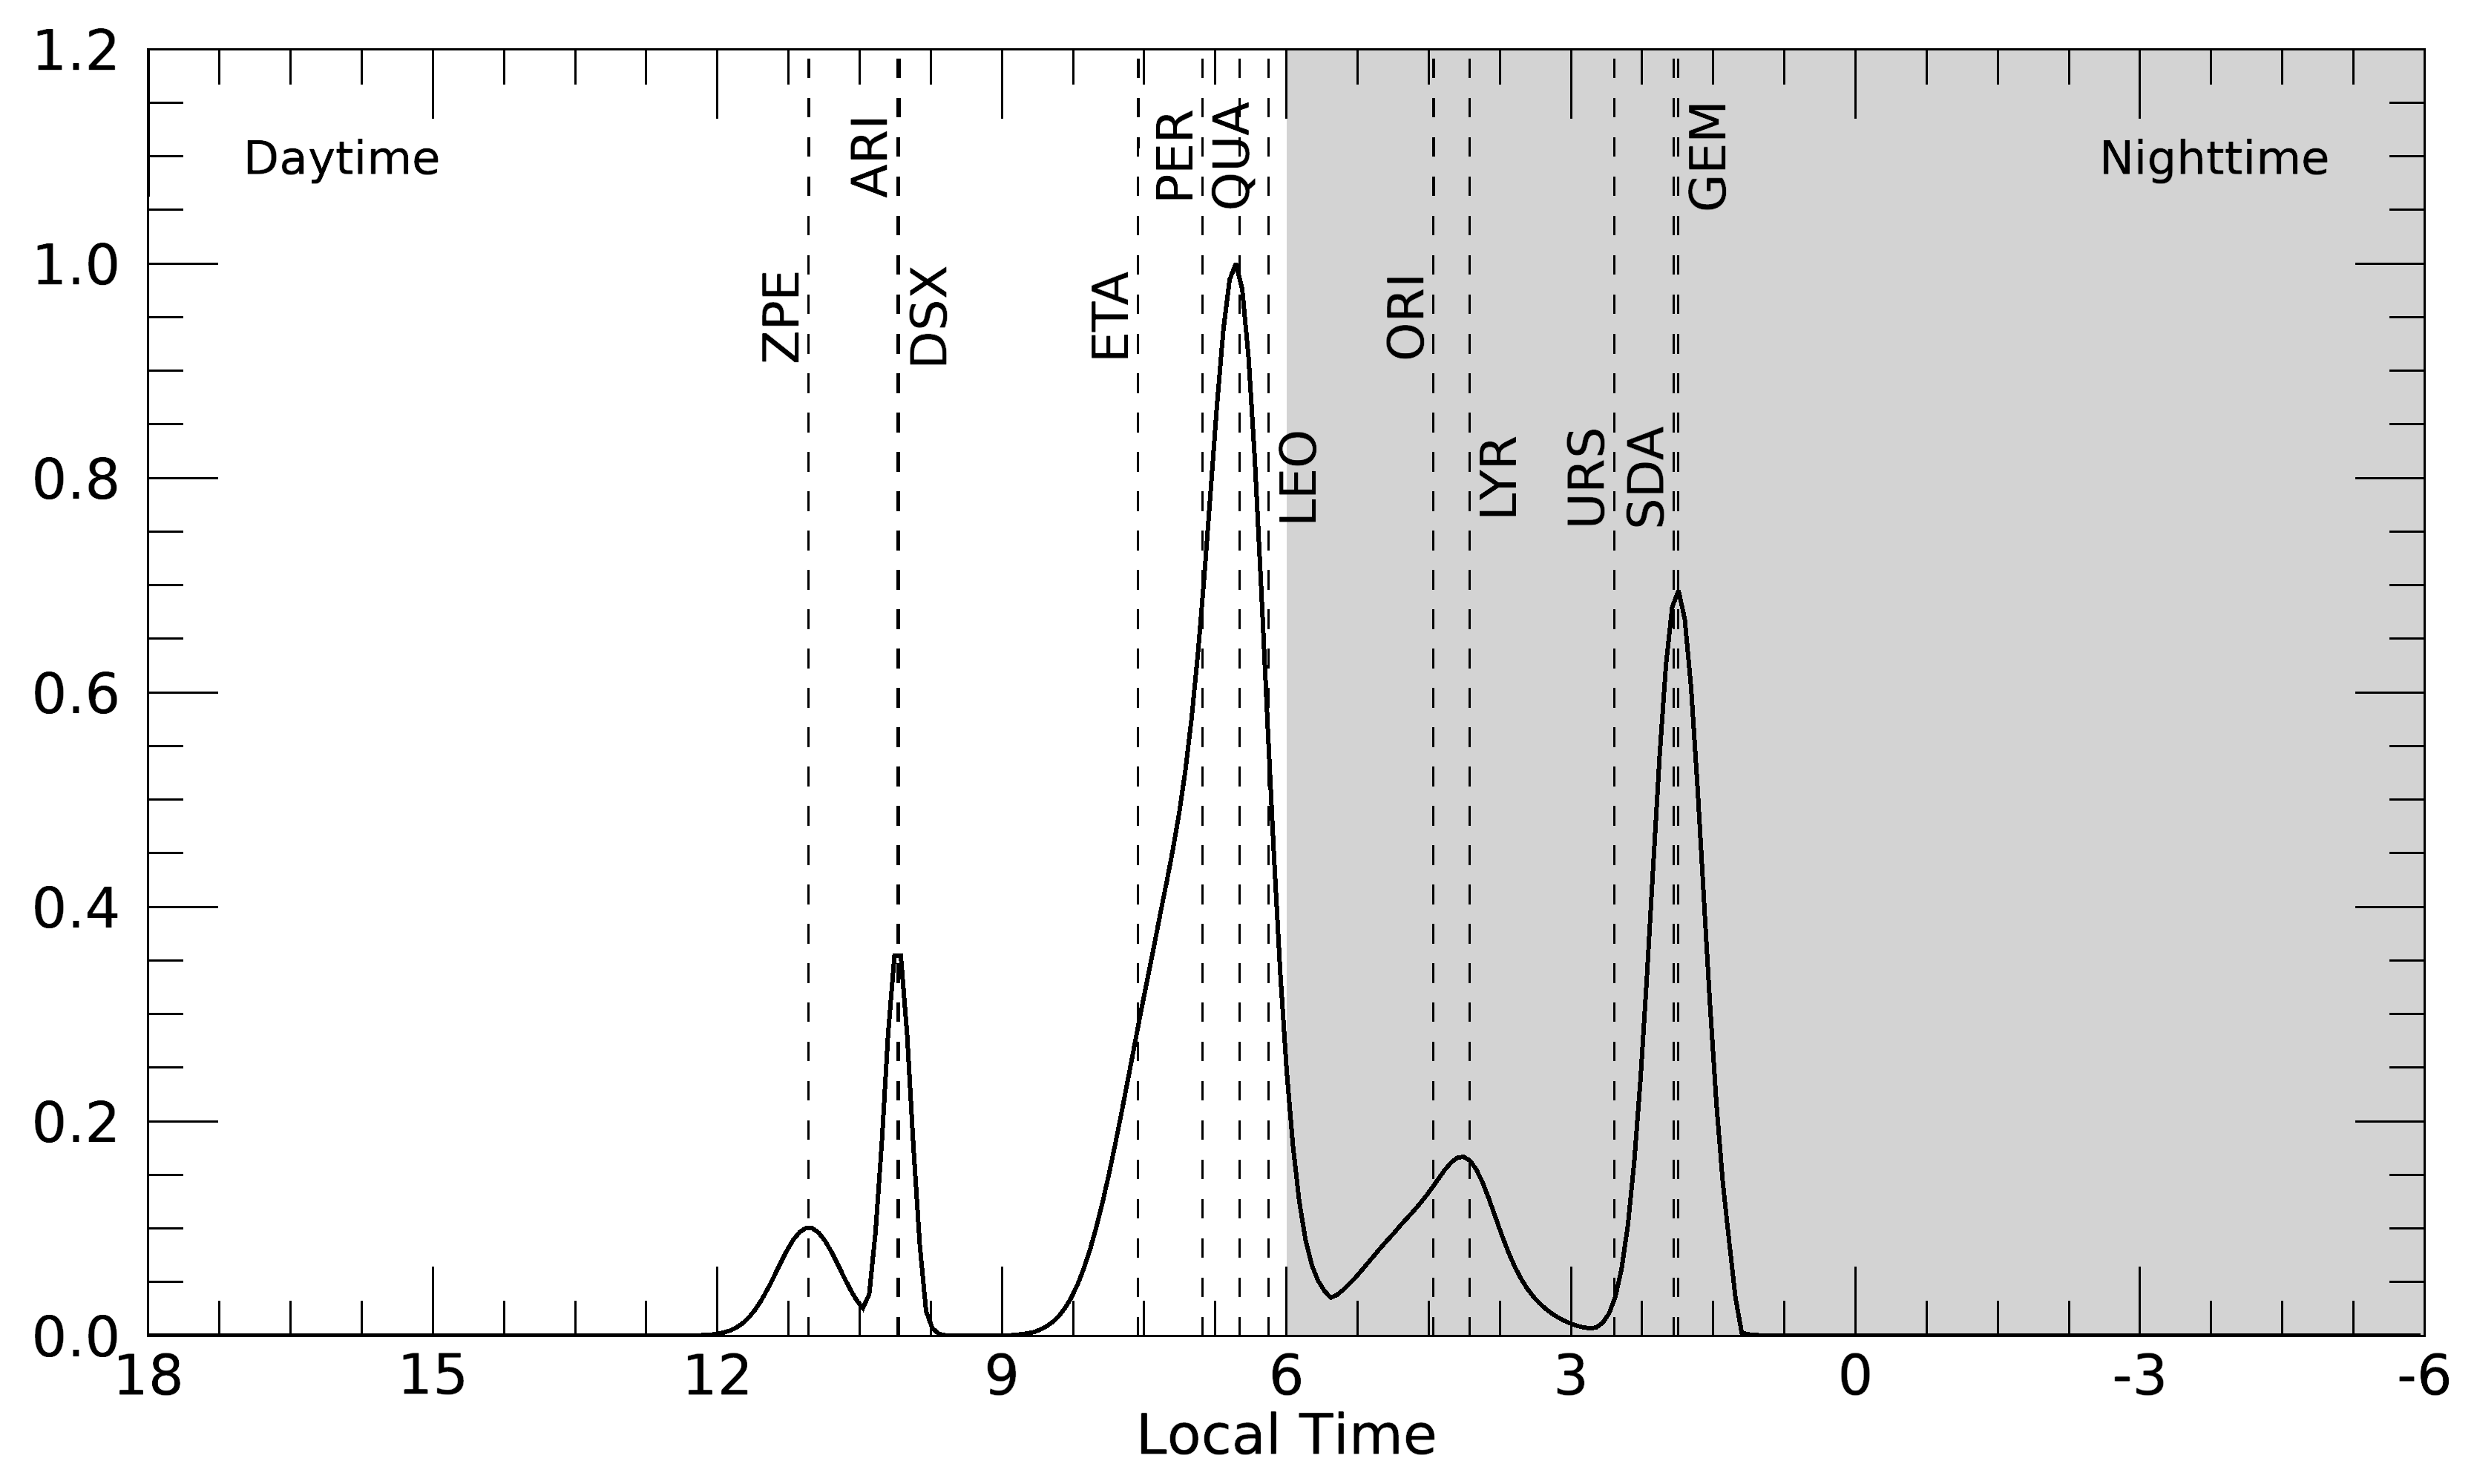 1.2
Daytime
ARI
PER
QUA
GEM
Nighttime
1.0
ZPE
DSX
ETA
ORI
0.8
LEO
LYR
URS
SDA
0.6
0.4
0.2
0.0
18 15 12 9 6 3 0 -3 -6
Local Time